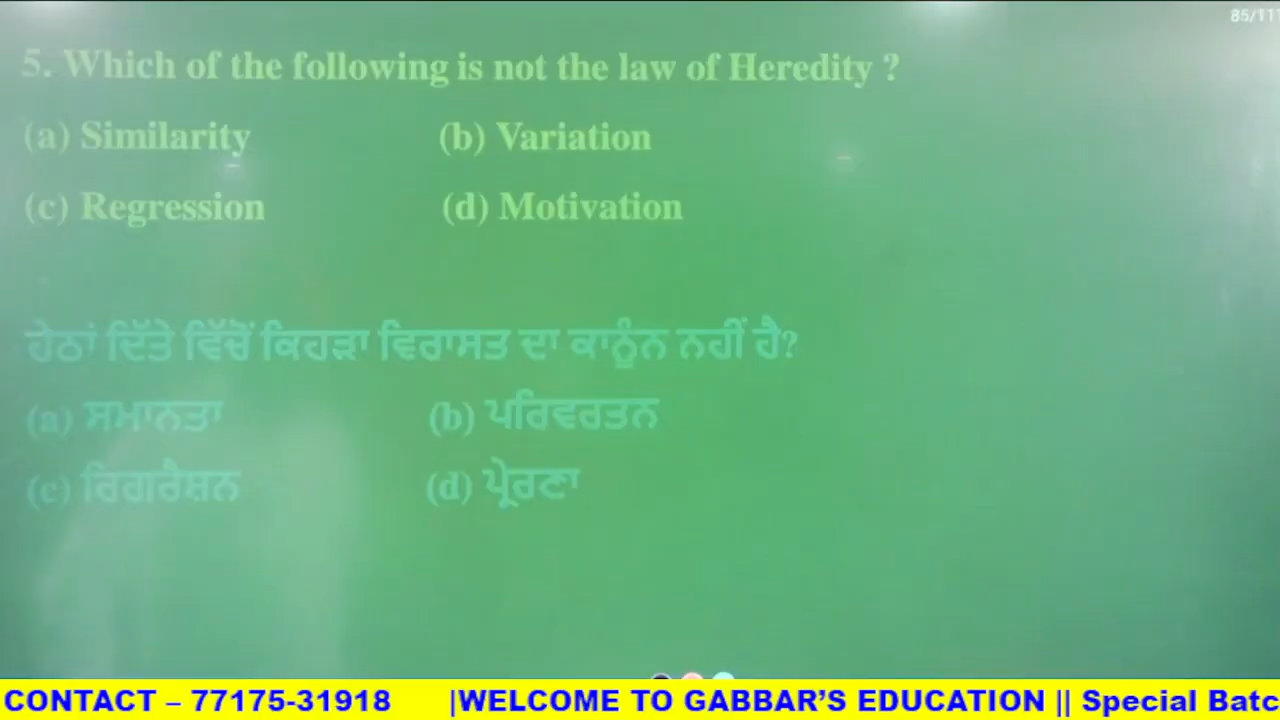 85/111
5. Which of the following is not the law of Heredity ?
(a) Similarity (b) Variation
(c) Regression (d) Motivation
ਹੇਠਾਂ ਦਿੱਤੇ ਵਿੱਚੋਂ ਕਿਹੜਾ ਵਿਰਾਸਤ ਦਾ ਕਾਨੂੰਨ ਨਹੀਂ ਹੈ?
(a) ਸਮਾਨਤਾ (b) ਪਰਿਵਰਤਨ
(c) ਰਿਗਰੈਸ਼ਨ (d) ਪ੍ਰੇਰਣਾ
CONTACT – 77175-31918 |WELCOME TO GABBAR'S EDUCATION || Special Batc